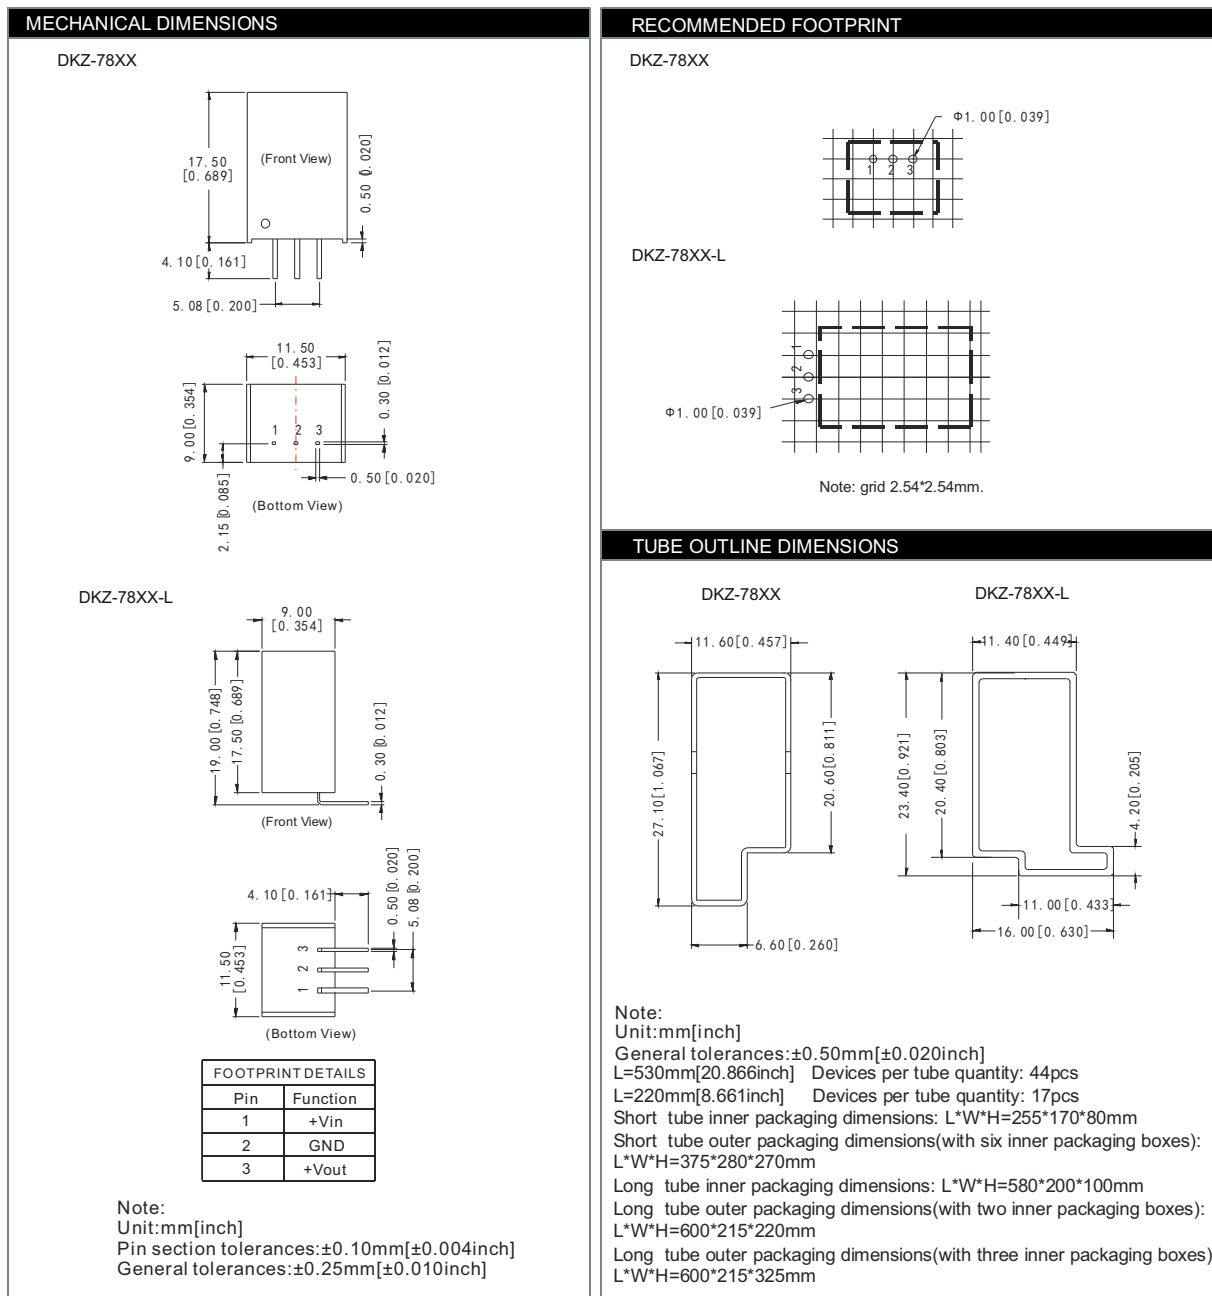 MECHANICAL DIMENSIONS
DKZ-78XX
(Front View)
17.50
[0.689]
0.50[0.020]
4.10[0.161]
5.08[0.200]
11.50
[0.453]
9.00[0.354]
0.30[0.012]
1 2 3
2.15[0.085]
0.50[0.020]
(Bottom View)
DKZ-78XX-L
9.00
[0.354]
19.00[0.748]
17.50[0.689]
0.30[0.012]
(Front View)
4.10[0.161]
0.50[0.020]
5.08[0.200]
11.50
[0.453]
3
2
1
(Bottom View)
FOOTPRINT DETAILS
Pin Function
1 +Vin
2 GND
3 +Vout
Note:
Unit:mm[inch]
Pin section tolerances:±0.10mm[±0.004inch]
General tolerances:±0.25mm[±0.010inch]
RECOMMENDED FOOTPRINT
DKZ-78XX
Φ1.00[0.039]
1 2 3
DKZ-78XX-L
1
2
3
Φ1.00[0.039]
Note: grid 2.54*2.54mm.
TUBE OUTLINE DIMENSIONS
DKZ-78XX
11.60[0.457]
27.10[1.067]
20.60[0.811]
6.60[0.260]
DKZ-78XX-L
11.40[0.449]
23.40[0.921]
20.40[0.803]
4.20[0.205]
11.00[0.433]
16.00[0.630]
Note:
Unit:mm[inch]
General tolerances:±0.50mm[±0.020inch]
L=530mm[20.866inch] Devices per tube quantity: 44pcs
L=220mm[8.661inch] Devices per tube quantity: 17pcs
Short tube inner packaging dimensions: L*W*H=255*170*80mm
Short tube outer packaging dimensions(with six inner packaging boxes):
L*W*H=375*280*270mm
Long tube inner packaging dimensions: L*W*H=580*200*100mm
Long tube outer packaging dimensions(with two inner packaging boxes):
L*W*H=600*215*220mm
Long tube outer packaging dimensions(with three inner packaging boxes)
L*W*H=600*215*325mm